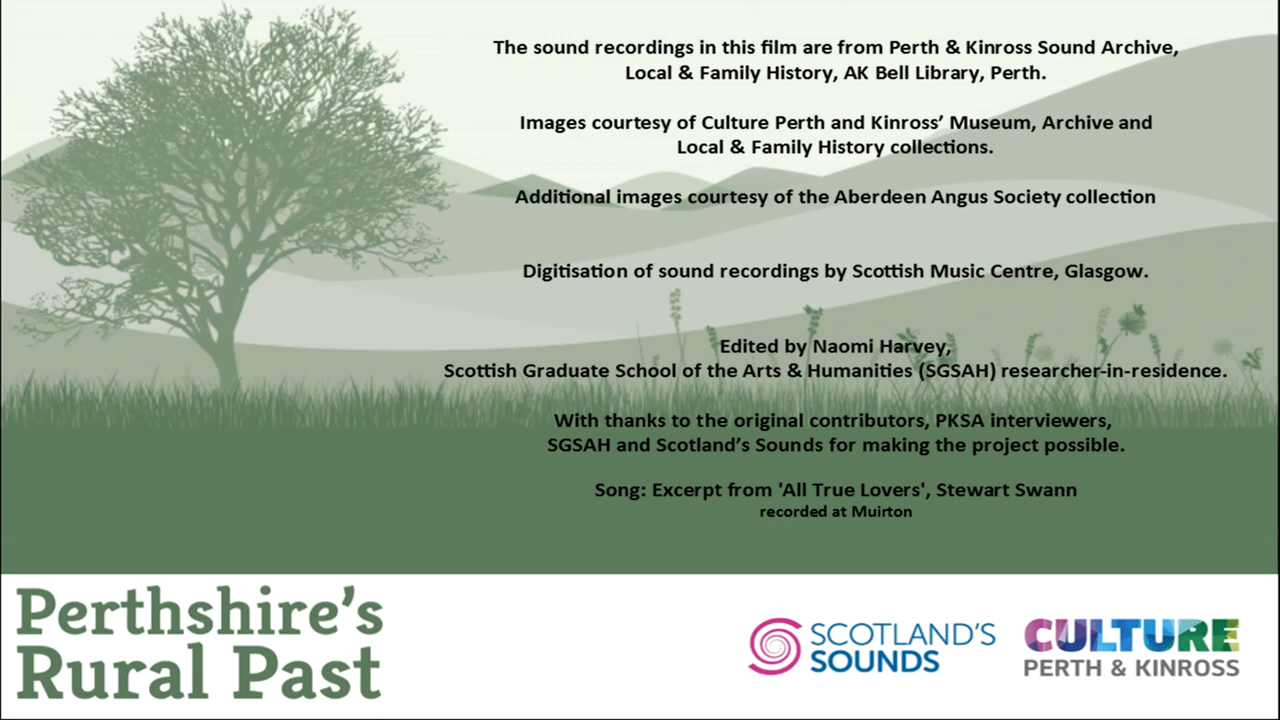 The sound recordings in this film are from Perth & Kinross Sound Archive,
Local & Family History, AK Bell Library, Perth.
Images courtesy of Culture Perth and Kinross’ Museum, Archive and
Local & Family History collections.
Additional images courtesy of the Aberdeen Angus Society collection
Digitisation of sound recordings by Scottish Music Centre, Glasgow.
Edited by Naomi Harvey,
Scottish Graduate School of the Arts & Humanities (SGSAH) researcher-in-residence.
With thanks to the original contributors, PKSA interviewers,
SGSAH and Scotland’s Sounds for making the project possible.
Song: Excerpt from 'All True Lovers', Stewart Swann
recorded at Muirton
Perthshire’s
Rural Past
SCOTLAND’S
SOUNDS
CULTURE
PERTH & KINROSS